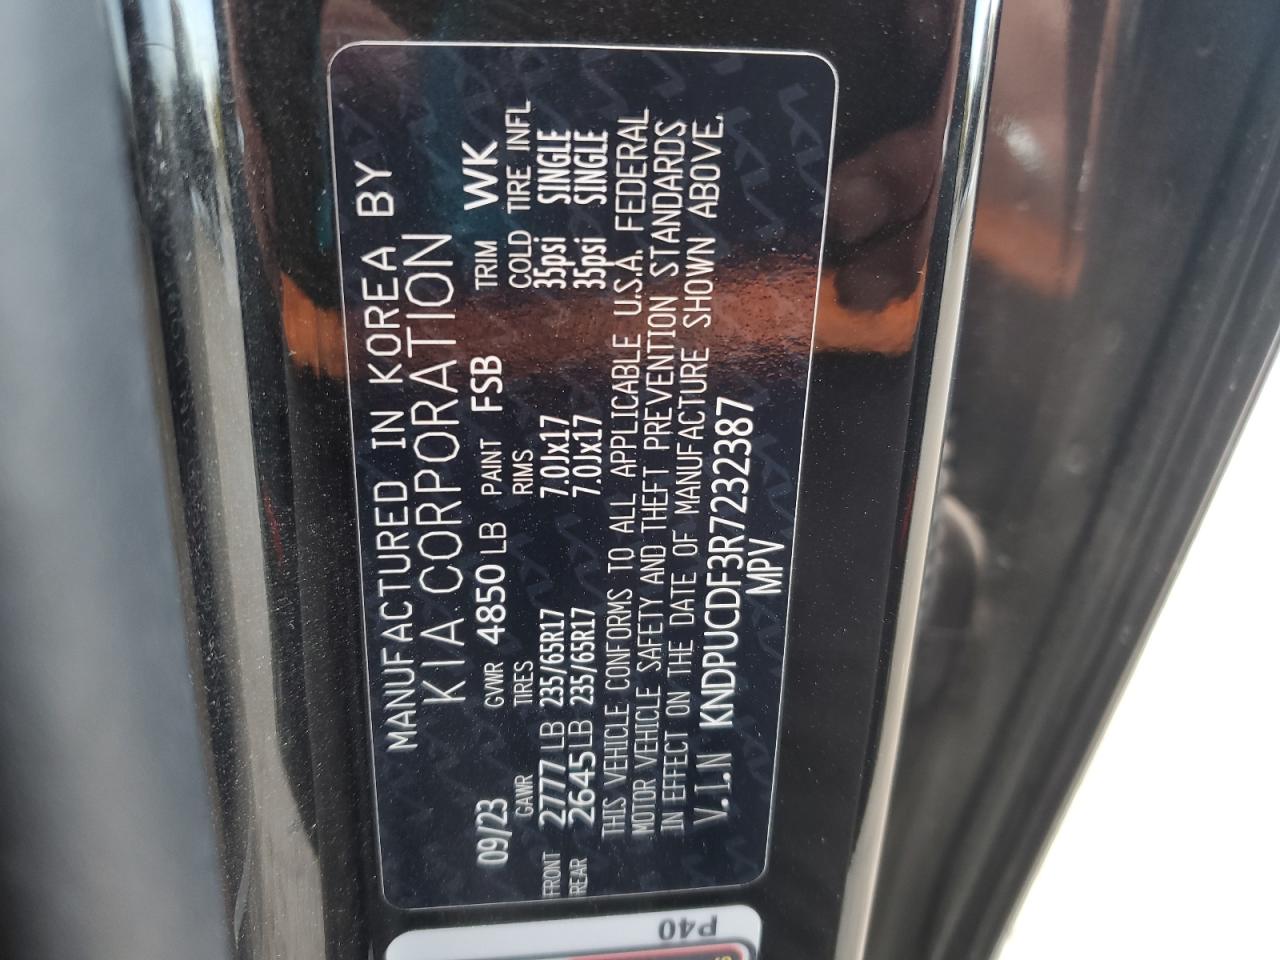 MANUFACTURED IN KOREA BY
KIA CORPORATION
09/23 GVWR 4850 LB PAINT FSB TRIM WK
GAWR TIRES RIMS COLD TIRE INFL
FRONT 2777 LB 235/65R17 7.0Jx17 35psi SINGLE
REAR 2645 LB 235/65R17 7.0Jx17 35psi SINGLE
THIS VEHICLE CONFORMS TO ALL APPLICABLE U.S.A. FEDERAL
MOTOR VEHICLE SAFETY AND THEFT PREVENTION STANDARDS
IN EFFECT ON THE DATE OF MANUFACTURE SHOWN ABOVE.
V.I.N KNDPUCDF3R7232387
MPV
P40